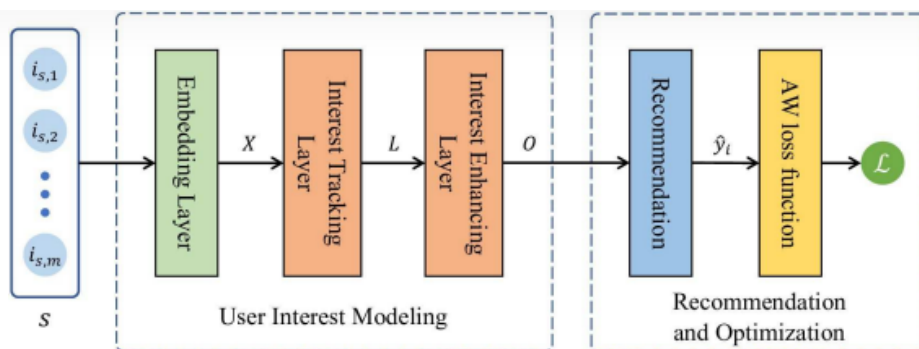 i_{s,1}
i_{s,2}
i_{s,m}
s
Embedding Layer
X
Interest Tracking
Layer
L
Interest Enhancing
Layer
O
User Interest Modeling
Recommendation
ŷ_i
AW loss function
ℒ
Recommendation
and Optimization